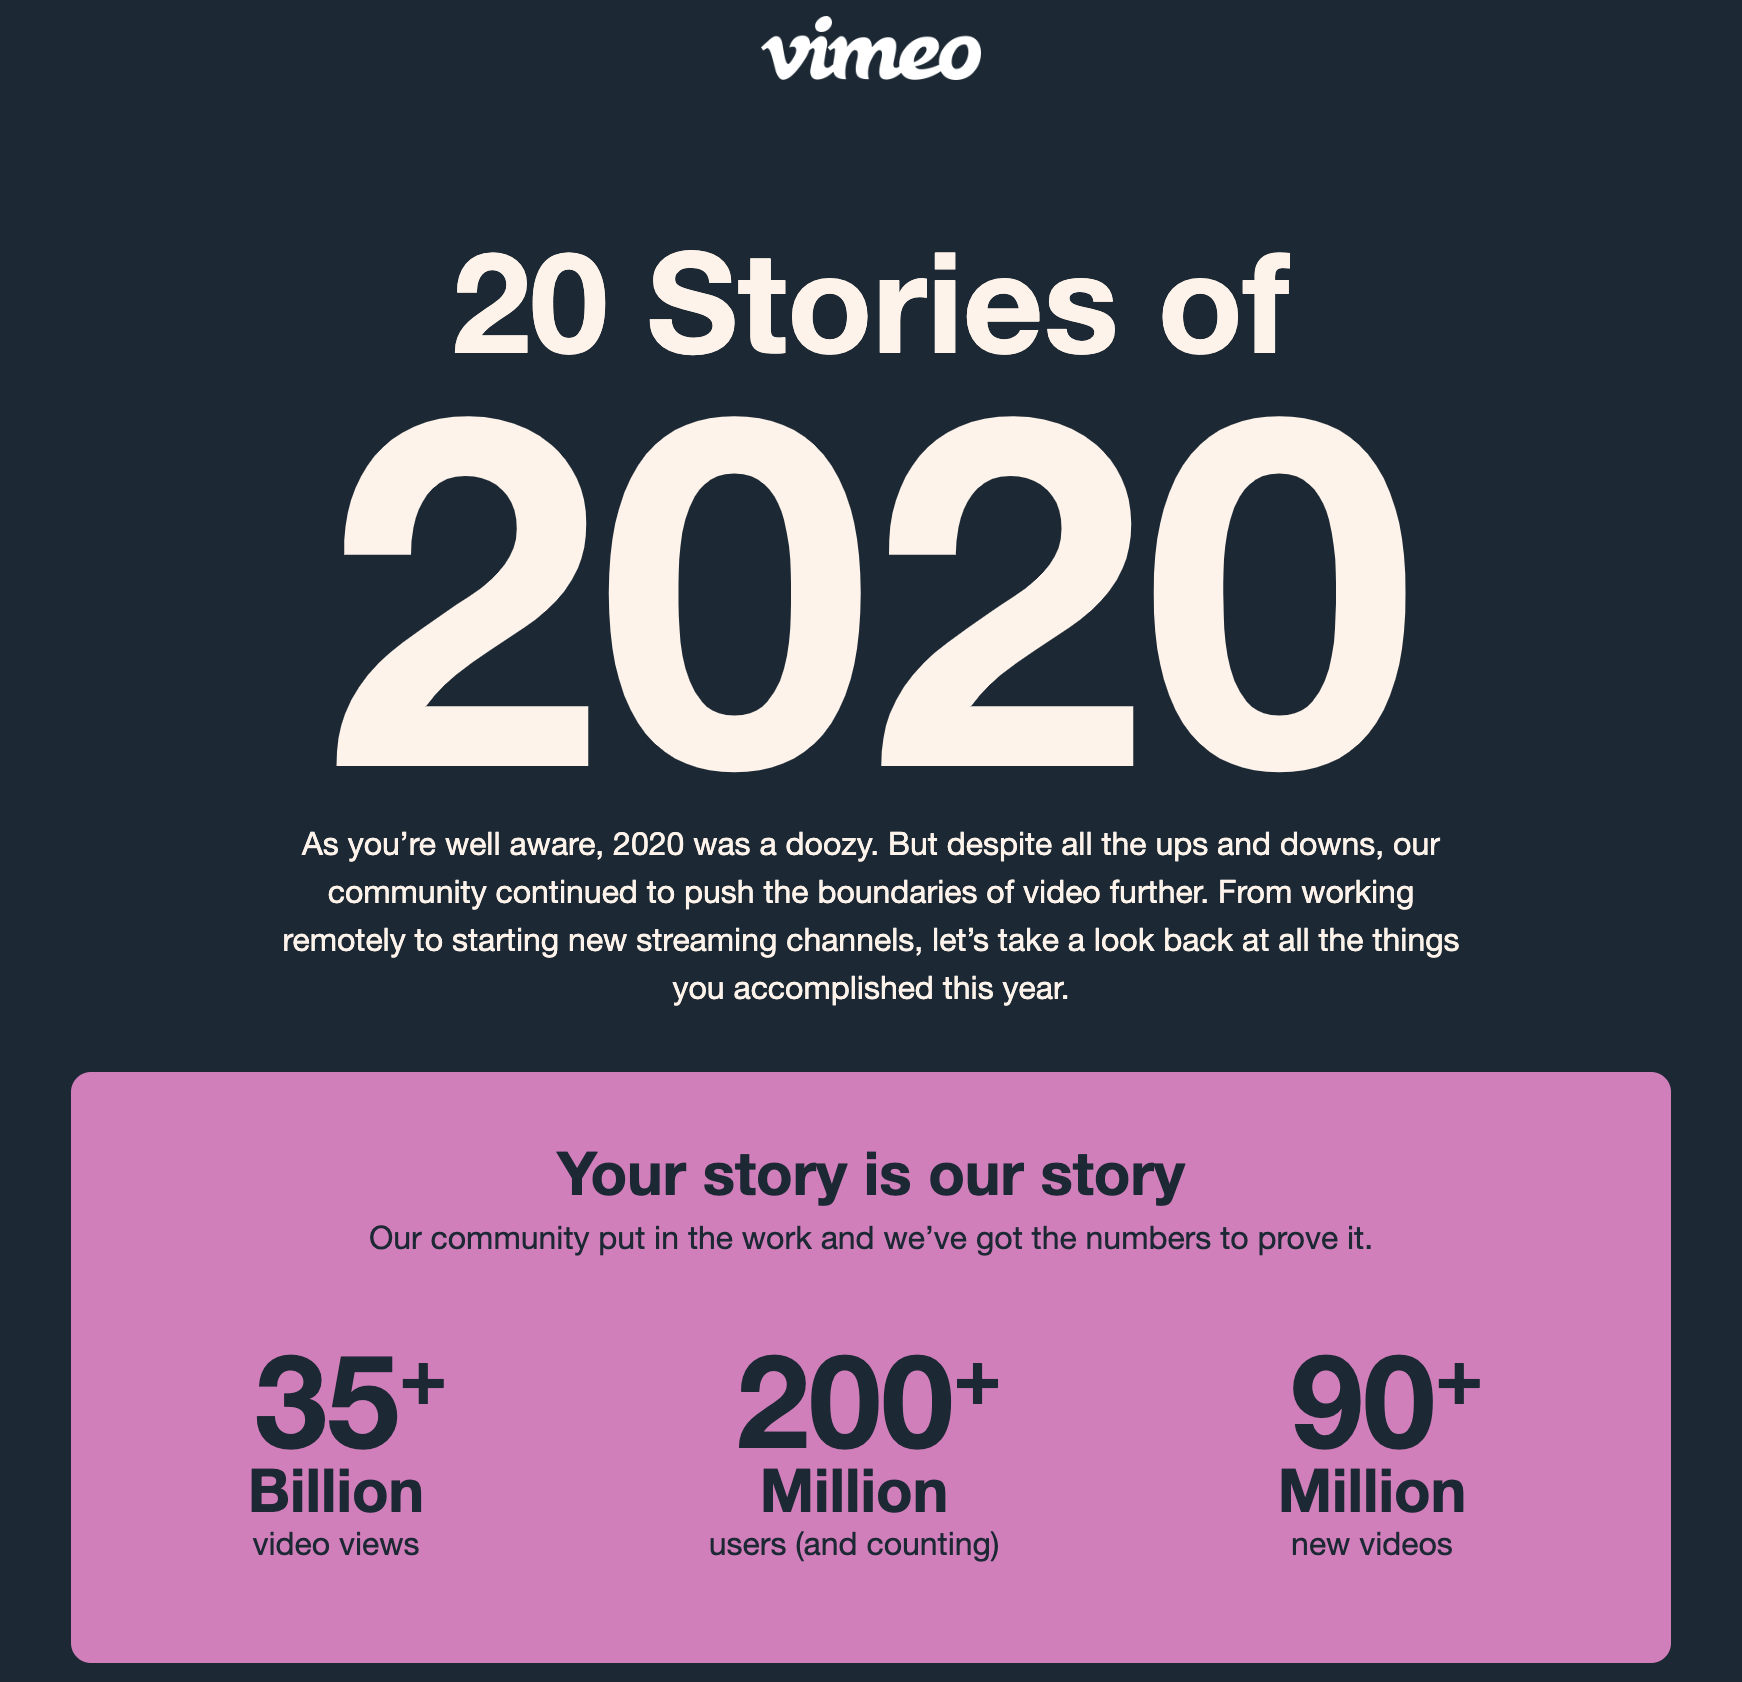 vimeo
20 Stories of
2020
As you’re well aware, 2020 was a doozy. But despite all the ups and downs, our
community continued to push the boundaries of video further. From working
remotely to starting new streaming channels, let’s take a look back at all the things
you accomplished this year.
Your story is our story
Our community put in the work and we’ve got the numbers to prove it.
35+
Billion
video views
200+
Million
users (and counting)
90+
Million
new videos